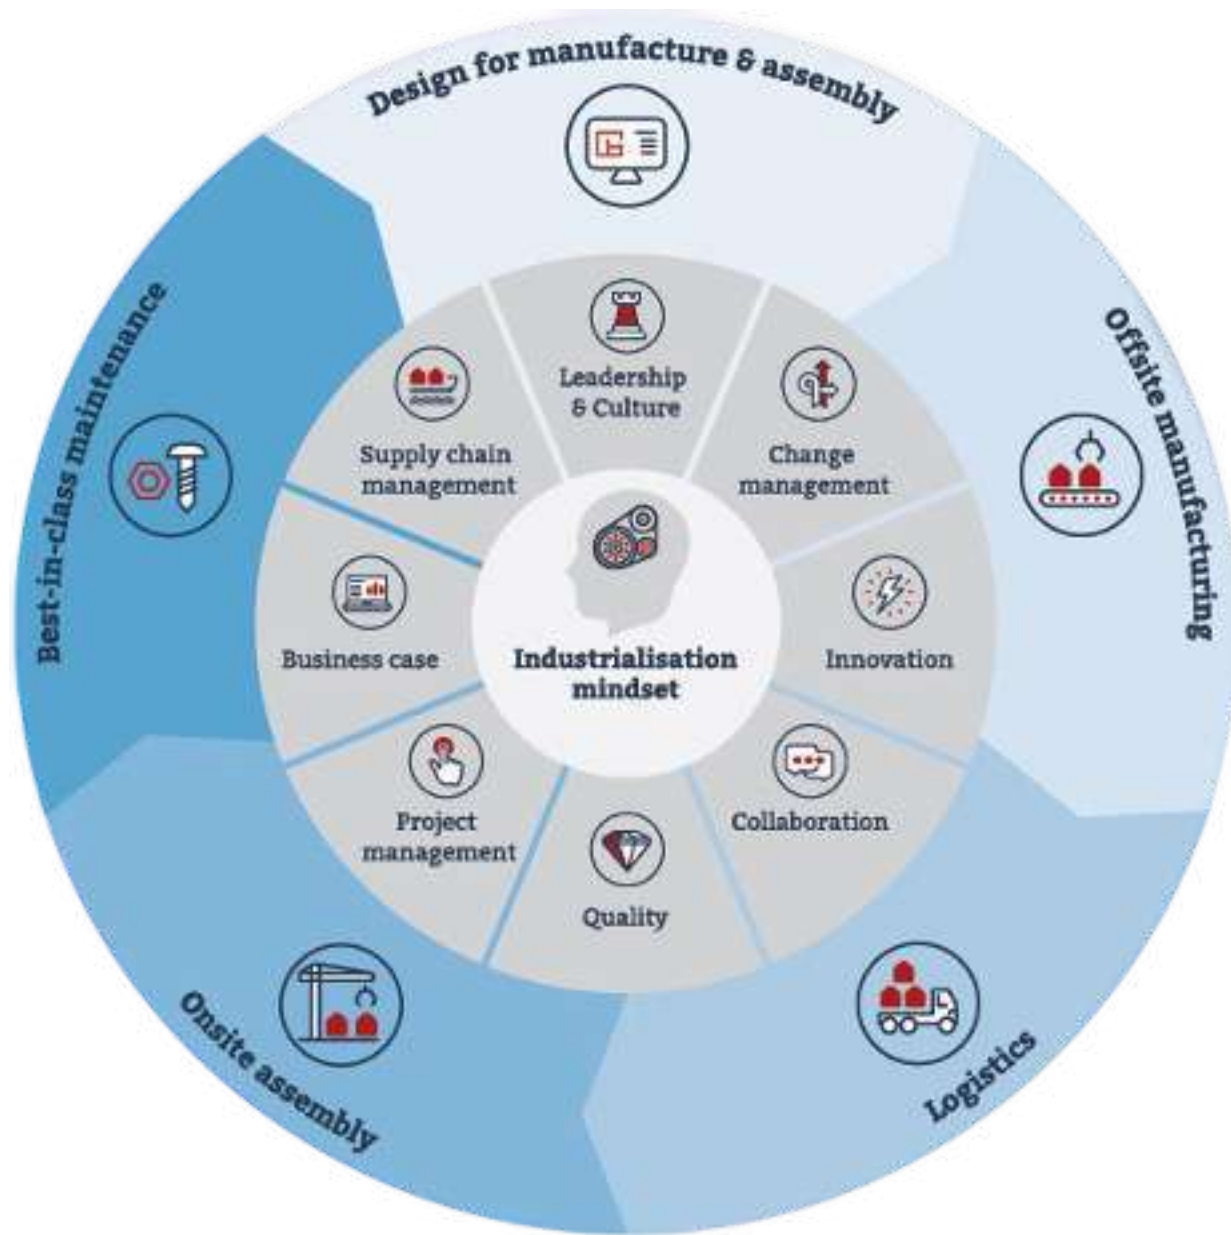 Design for manufacture & assembly
Offsite manufacturing
Logistics
Onsite assembly
Best-in-class maintenance
Leadership
& Culture
Change
management
Innovation
Collaboration
Quality
Project
management
Business case
Supply chain
management
Industrialisation
mindset